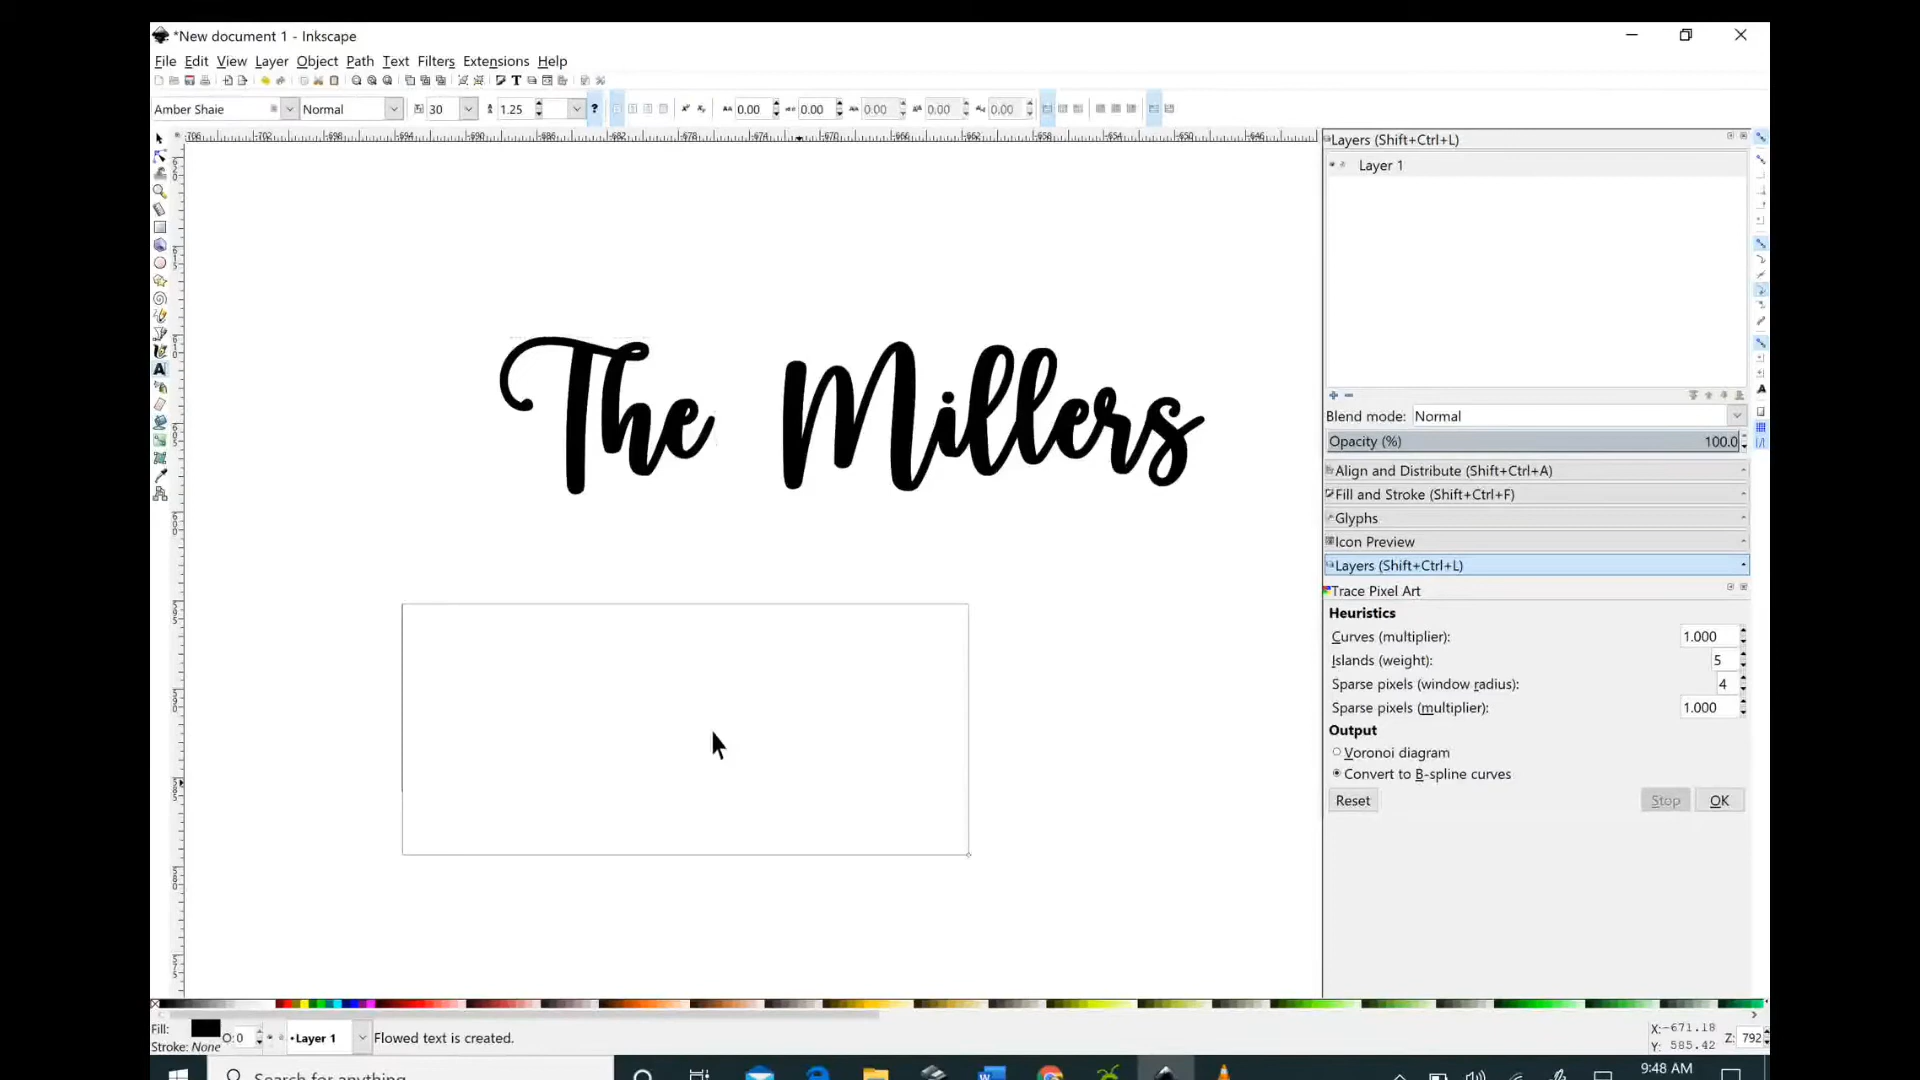 *New document 1 - Inkscape
File Edit View Layer Object Path Text Filters Extensions Help
Amber Shaie Normal 30 1.25 ? 0.00 0.00 0.00 0.00 0.00
Layers (Shift+Ctrl+L)
Layer 1
The Millers
Blend mode: Normal
Opacity (%) 100.0
Align and Distribute (Shift+Ctrl+A)
Fill and Stroke (Shift+Ctrl+F)
Glyphs
Icon Preview
Layers (Shift+Ctrl+L)
Trace Pixel Art
Heuristics
Curves (multiplier): 1.000
Islands (weight): 5
Sparse pixels (window radius): 4
Sparse pixels (multiplier): 1.000
Output
Voronoi diagram
Convert to B-spline curves
Reset Stop OK
Fill: O:0 •Layer 1 Flowed text is created. X:-671.18 Z: 792
Stroke: None Y: 585.42
Search for anything 9:48 AM